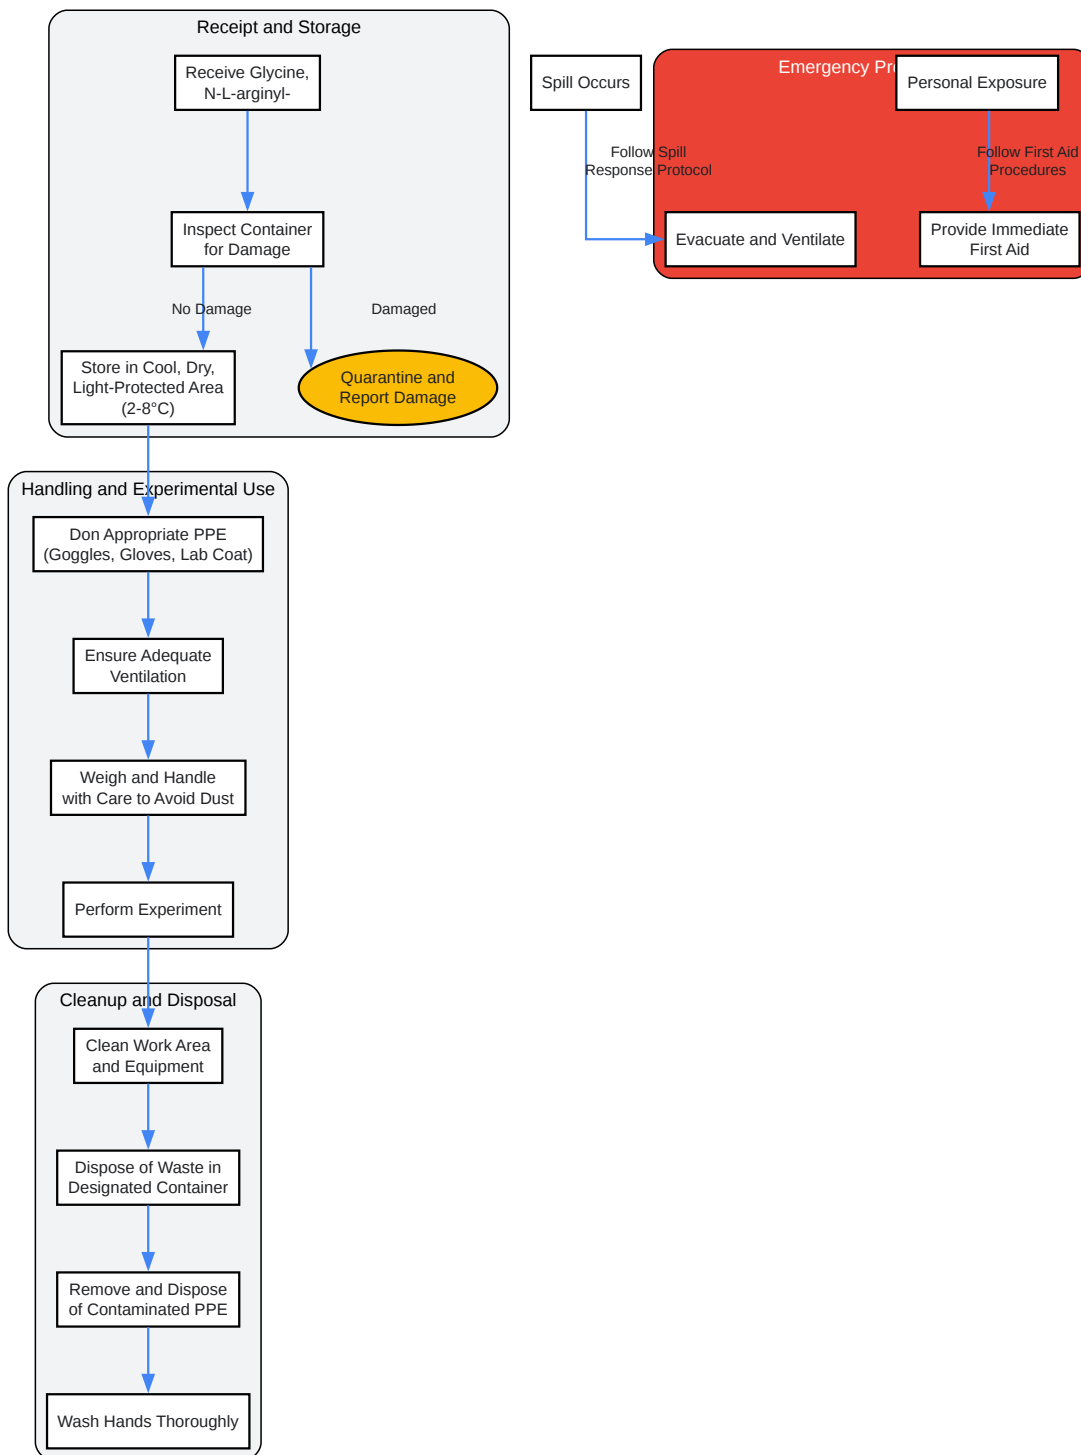 Receipt and Storage
Receive Glycine,
N-L-arginyl-
Inspect Container
for Damage
No Damage
Damaged
Store in Cool, Dry,
Light-Protected Area
(2-8°C)
Quarantine and
Report Damage
Handling and Experimental Use
Don Appropriate PPE
(Goggles, Gloves, Lab Coat)
Ensure Adequate
Ventilation
Weigh and Handle
with Care to Avoid Dust
Perform Experiment
Cleanup and Disposal
Clean Work Area
and Equipment
Dispose of Waste in
Designated Container
Remove and Dispose
of Contaminated PPE
Wash Hands Thoroughly
Spill Occurs
Emergency
Personal Exposure
Follow Spill
Response Protocol
Follow First Aid
Procedures
Evacuate and Ventilate
Provide Immediate
First Aid